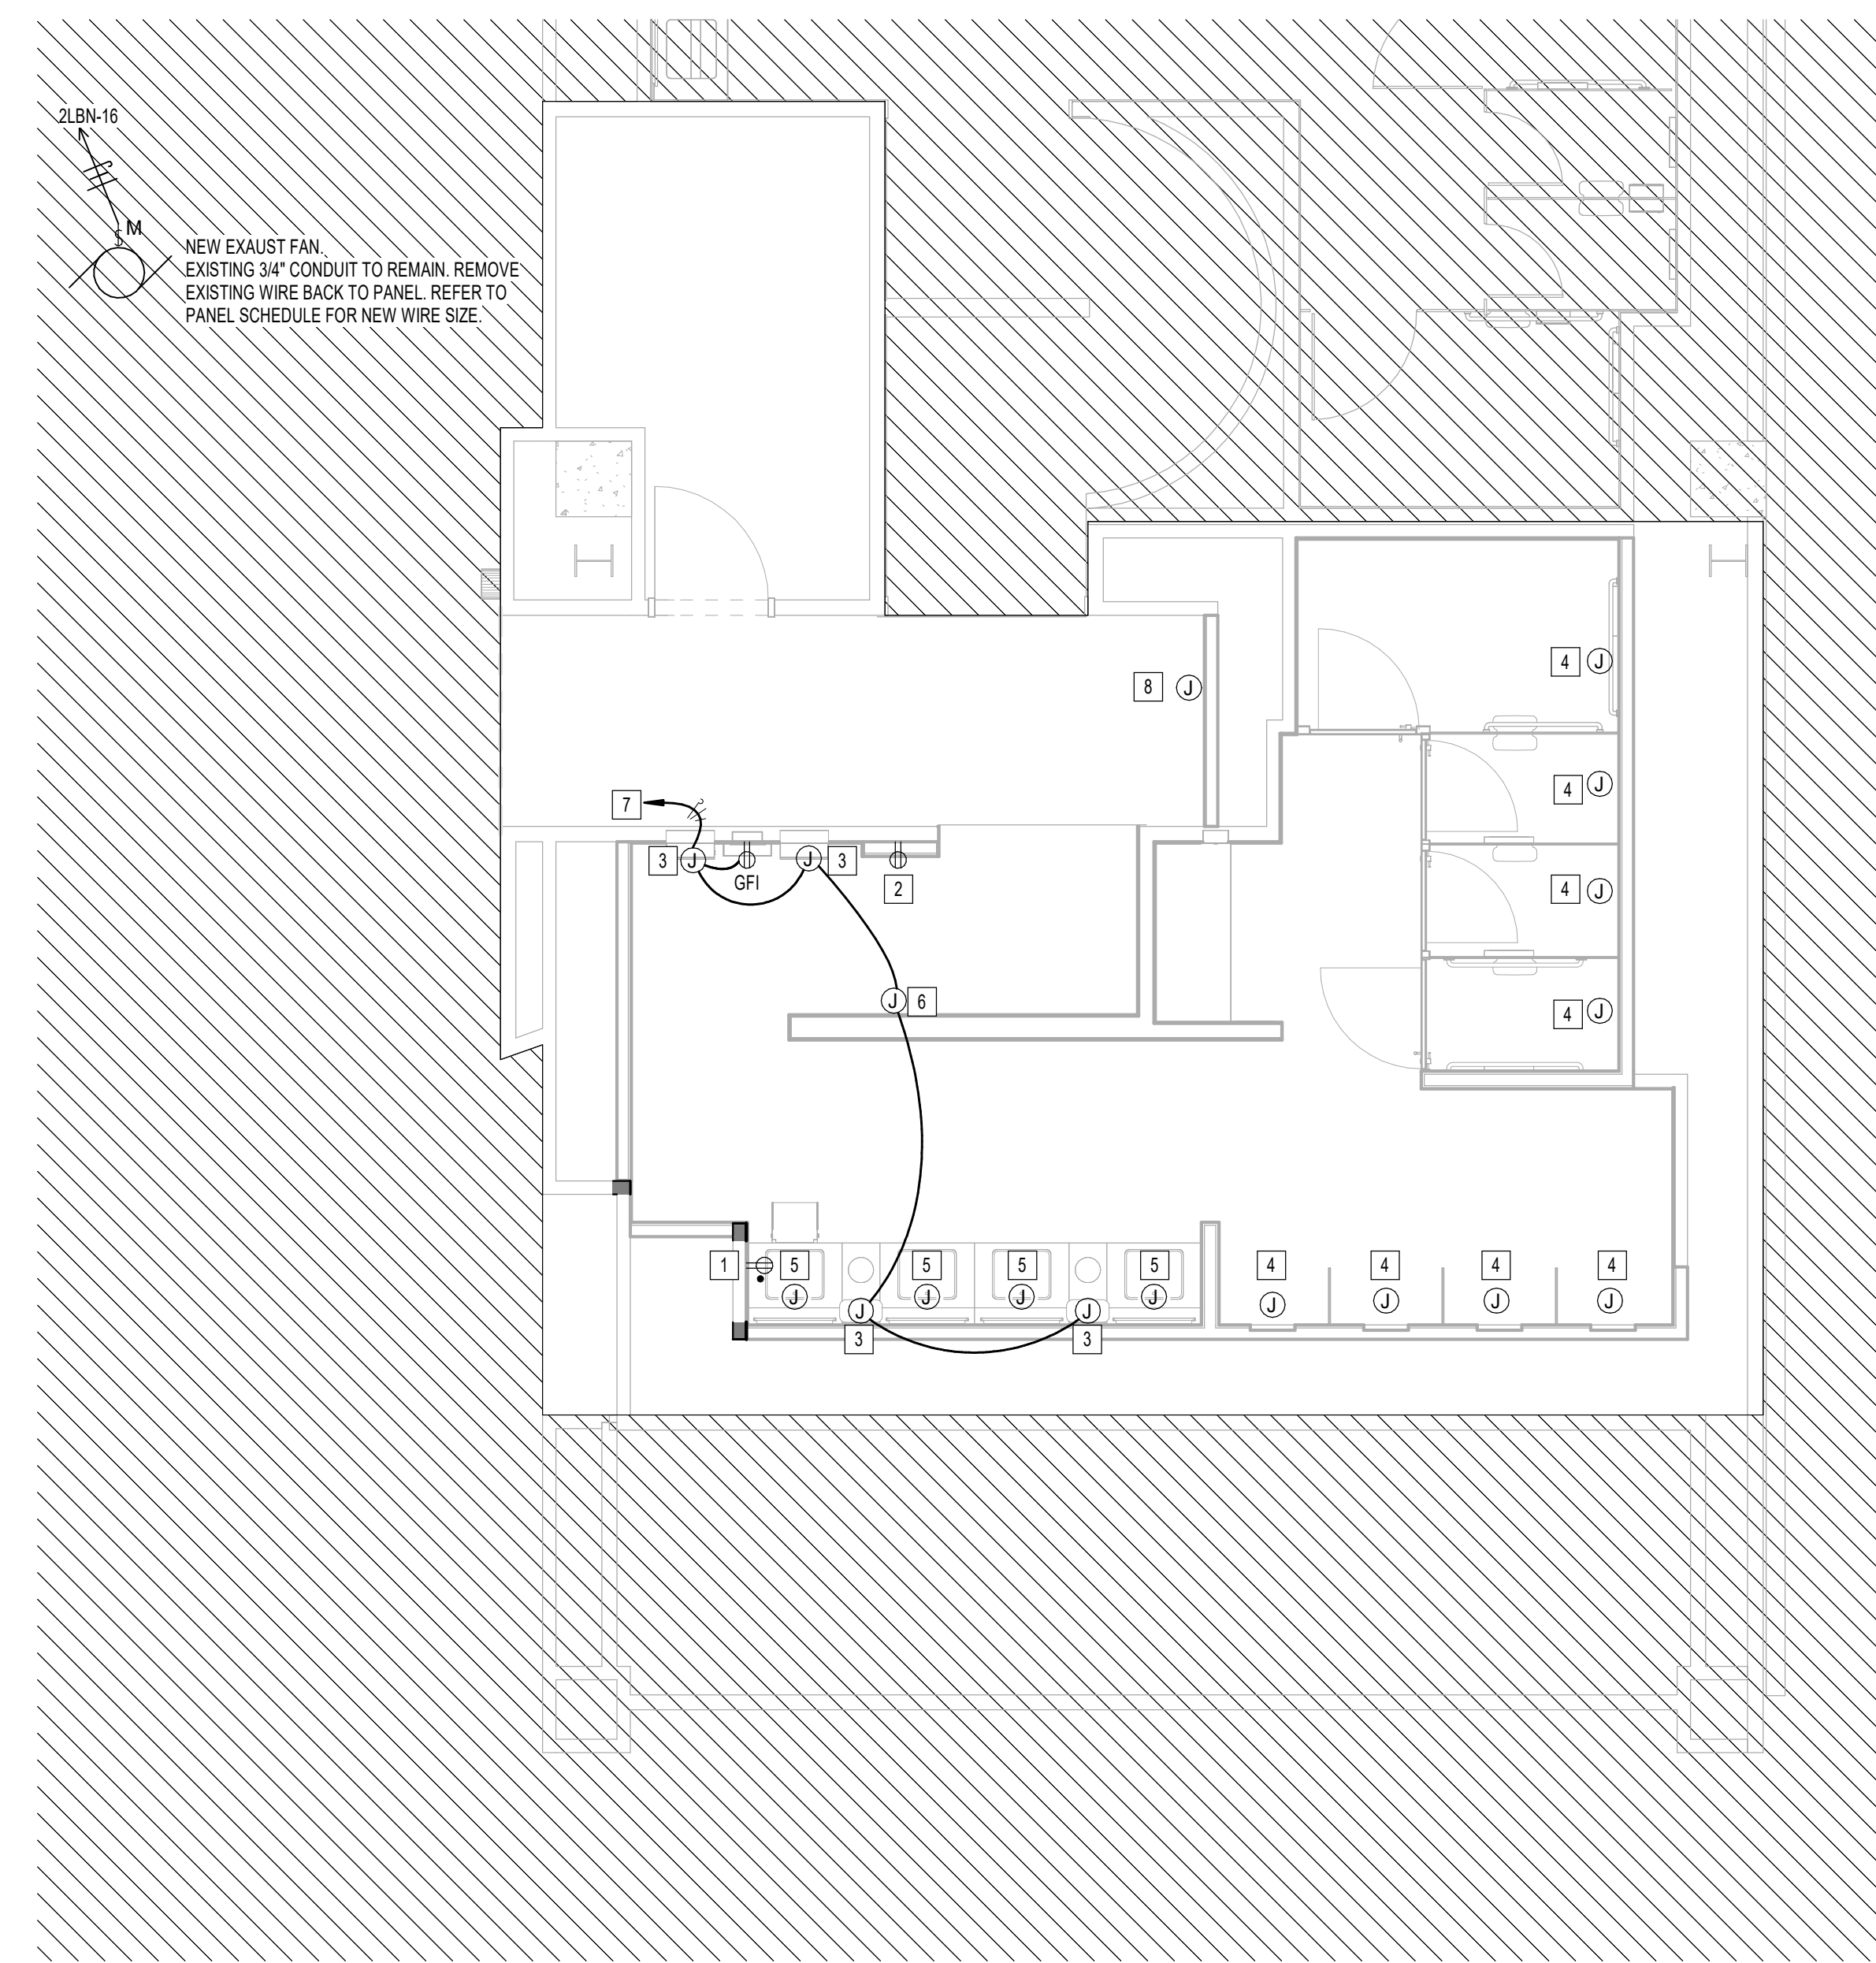 2LBN-16
$ M
NEW EXAUST FAN.
EXISTING 3/4" CONDUIT TO REMAIN. REMOVE
EXISTING WIRE BACK TO PANEL. REFER TO
PANEL SCHEDULE FOR NEW WIRE SIZE.
4 J
8 J
4 J
7
3 J J 3
GFI
2
4 J
J 6
4 J
1 5 5 5 5 4 4 4 4
J J J J J J J J
J J
3 3